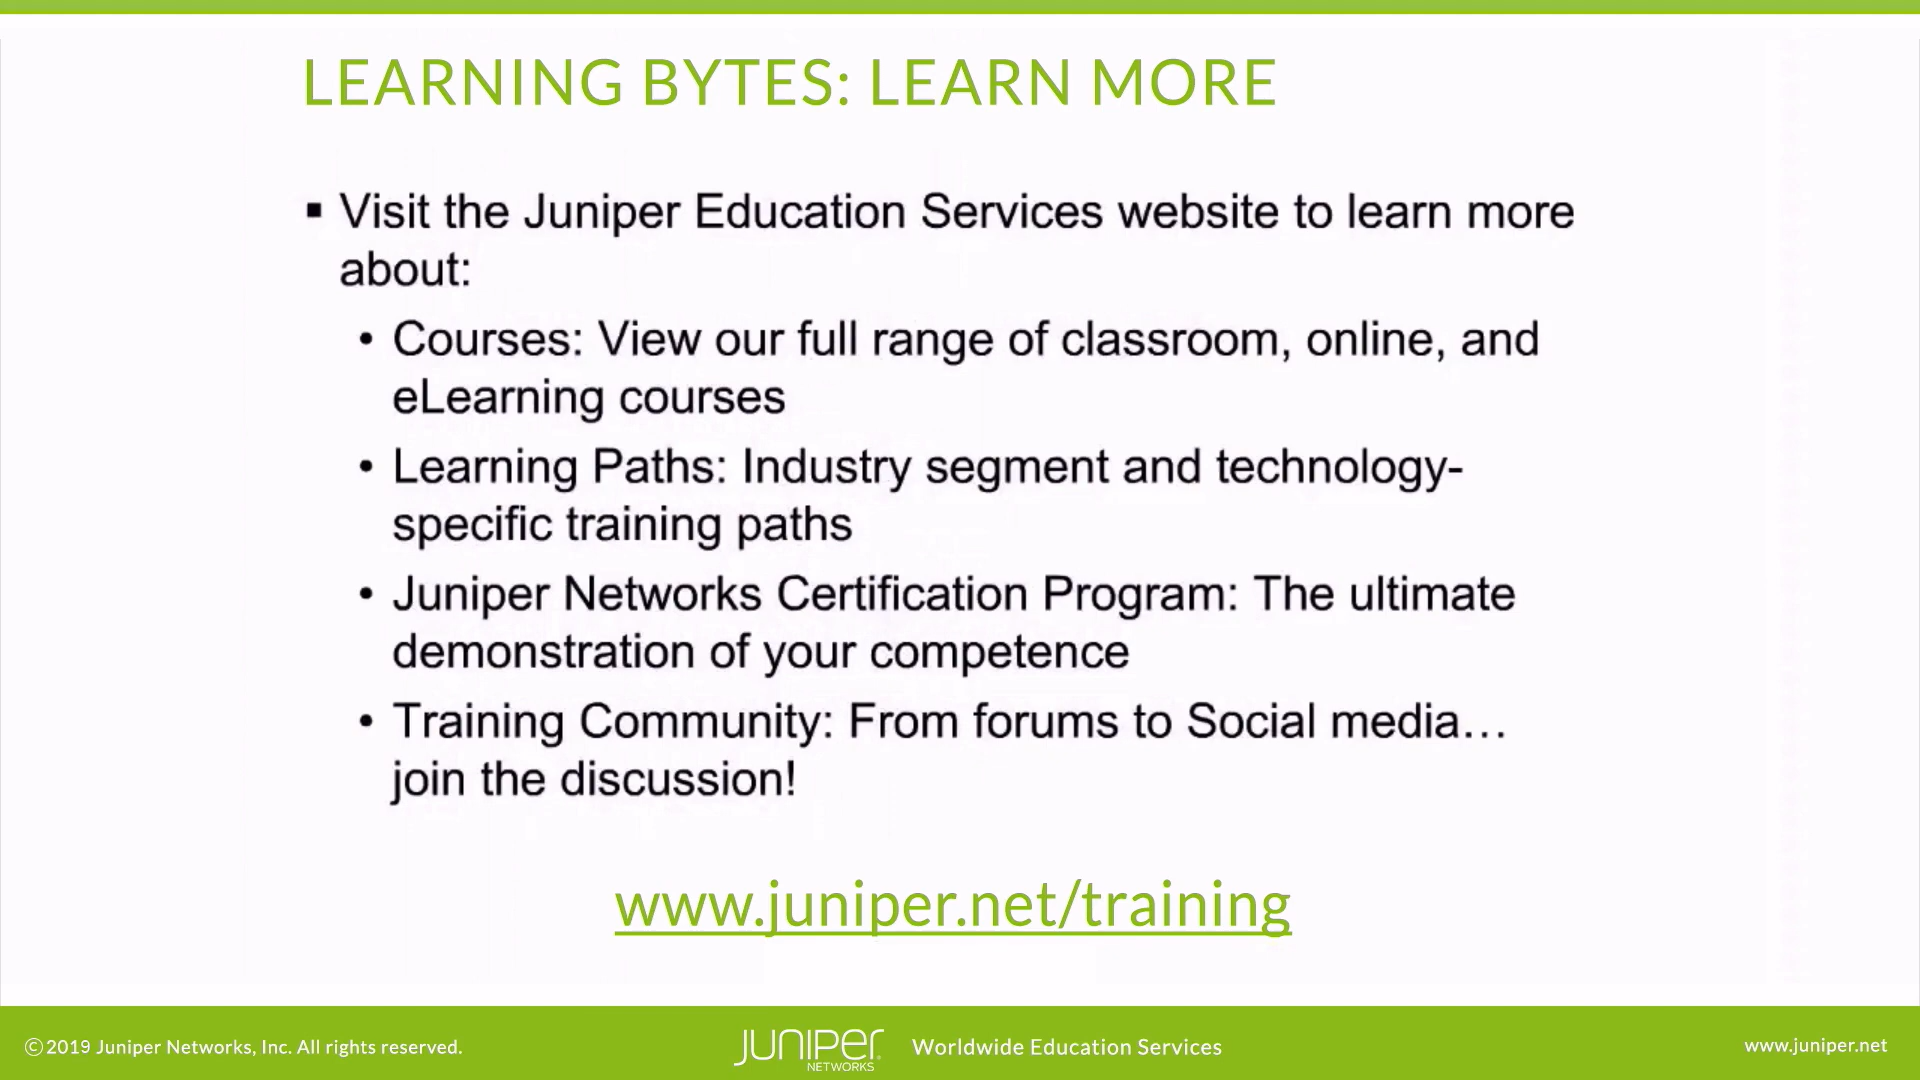 LEARNING BYTES: LEARN MORE
▪ Visit the Juniper Education Services website to learn more
about:
• Courses: View our full range of classroom, online, and
eLearning courses
• Learning Paths: Industry segment and technology-
specific training paths
• Juniper Networks Certification Program: The ultimate
demonstration of your competence
• Training Community: From forums to Social media…
join the discussion!
www.juniper.net/training
©2019 Juniper Networks, Inc. All rights reserved.
JUNIPER
NETWORKS
Worldwide Education Services
www.juniper.net